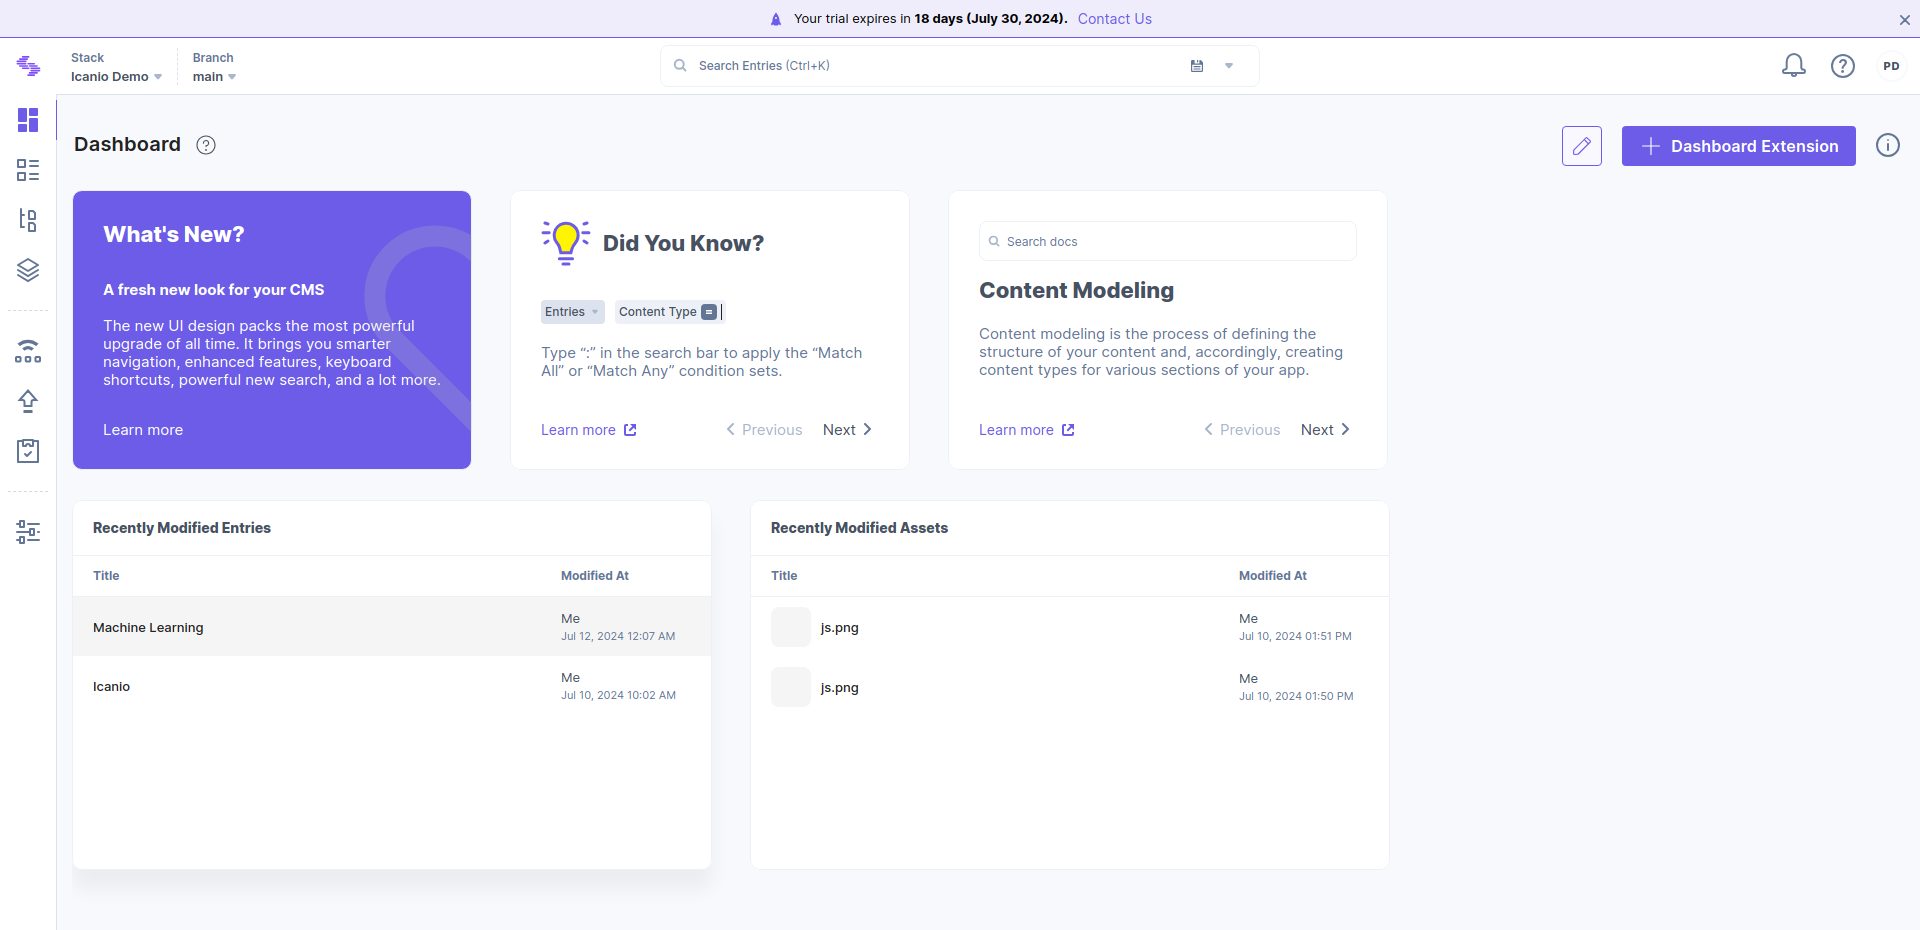 Your trial expires in 18 days (July 30, 2024). Contact Us
Stack
Icanio Demo
Branch
main
Search Entries (Ctrl+K)
PD
Dashboard
Dashboard Extension
What's New?
A fresh new look for your CMS
The new UI design packs the most powerful
upgrade of all time. It brings you smarter
navigation, enhanced features, keyboard
shortcuts, powerful new search, and a lot more.
Learn more
Did You Know?
Entries Content Type =
Type “:” in the search bar to apply the “Match
All” or “Match Any” condition sets.
Learn more Previous Next
Search docs
Content Modeling
Content modeling is the process of defining the
structure of your content and, accordingly, creating
content types for various sections of your app.
Learn more Previous Next
Recently Modified Entries
Title Modified At
Machine Learning
Me
Jul 12, 2024 12:07 AM
Icanio
Me
Jul 10, 2024 10:02 AM
Recently Modified Assets
Title Modified At
js.png
Me
Jul 10, 2024 01:51 PM
js.png
Me
Jul 10, 2024 01:50 PM